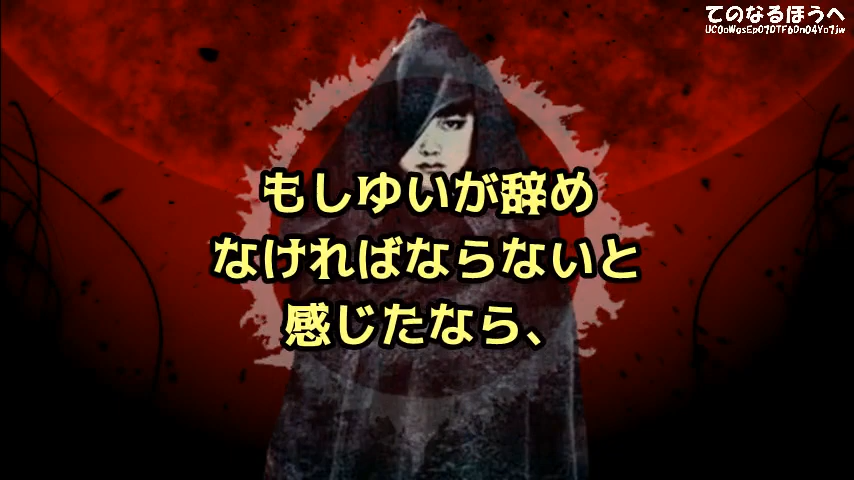 てのなるほうへ
もしゆいが辞め
なければならないと
感じたなら、